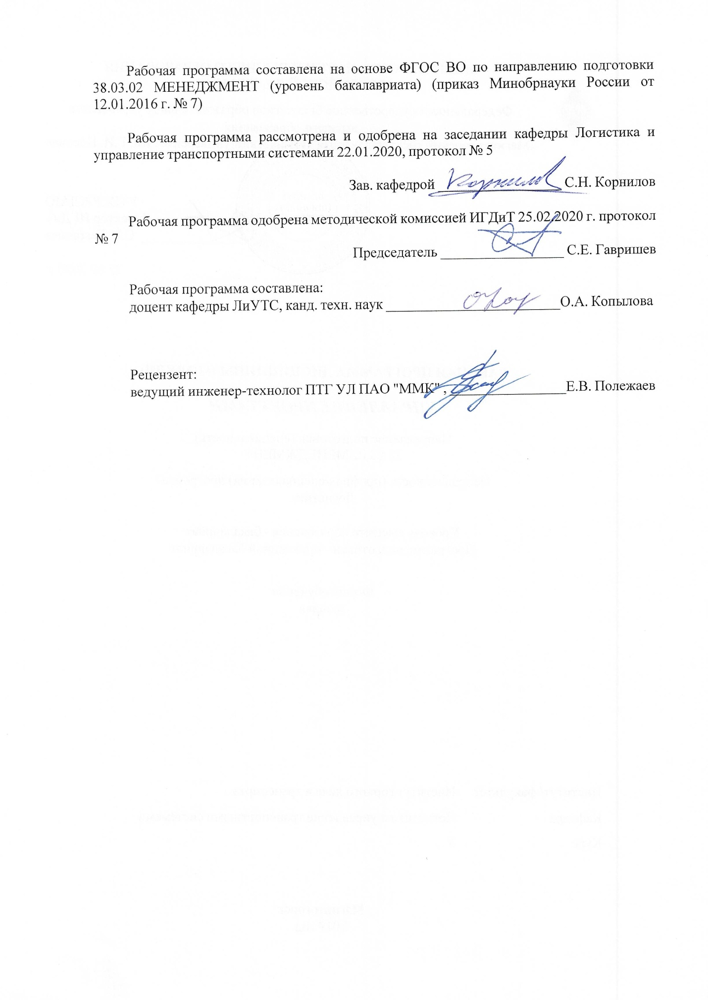 Рабочая программа составлена на основе ФГОС ВО по направлению подготовки
38.03.02 МЕНЕДЖМЕНТ (уровень бакалавриата) (приказ Минобрнауки России от
12.01.2016 г. № 7)
Рабочая программа рассмотрена и одобрена на заседании кафедры Логистика и
управление транспортными системами 22.01.2020, протокол № 5
Зав. кафедрой Корнилов С.Н. Корнилов
Рабочая программа одобрена методической комиссией ИГДиТ 25.02.2020 г. протокол
№ 7
Председатель С.Е. Гавришев
Рабочая программа составлена:
доцент кафедры ЛиУТС, канд. техн. наук О.А. Копылова
Рецензент:
ведущий инженер-технолог ПТГ УЛ ПАО "ММК" , Е.В. Полежаев